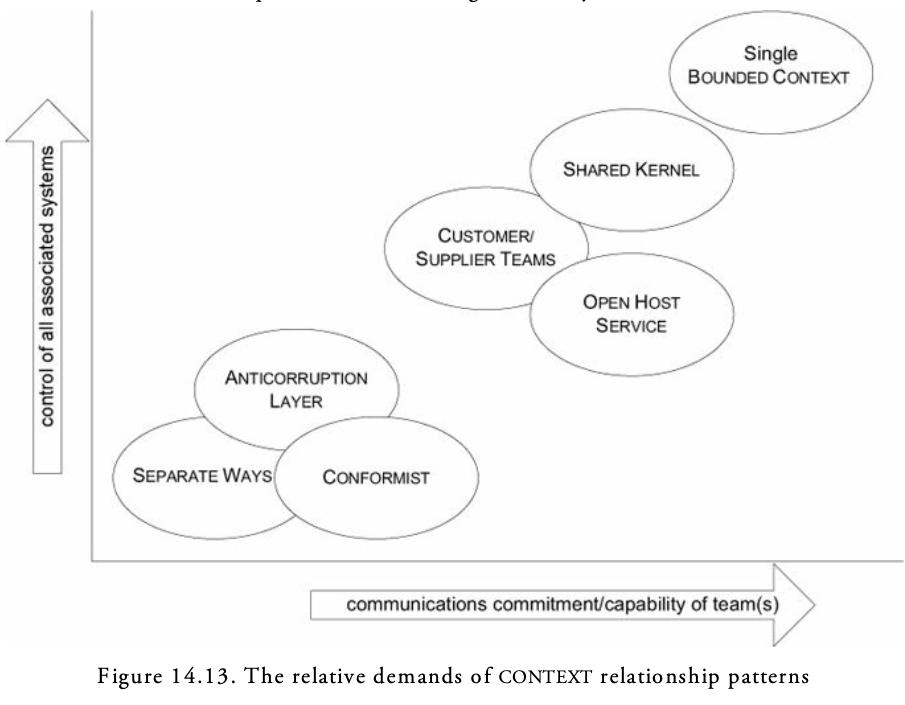 Single
BOUNDED CONTEXT
SHARED KERNEL
CUSTOMER/
SUPPLIER TEAMS
OPEN HOST
SERVICE
ANTICORRUPTION
LAYER
SEPARATE WAYS
CONFORMIST
control of all associated systems
communications commitment/capability of team(s)
Figure 14.13. The relative demands of CONTEXT relationship patterns